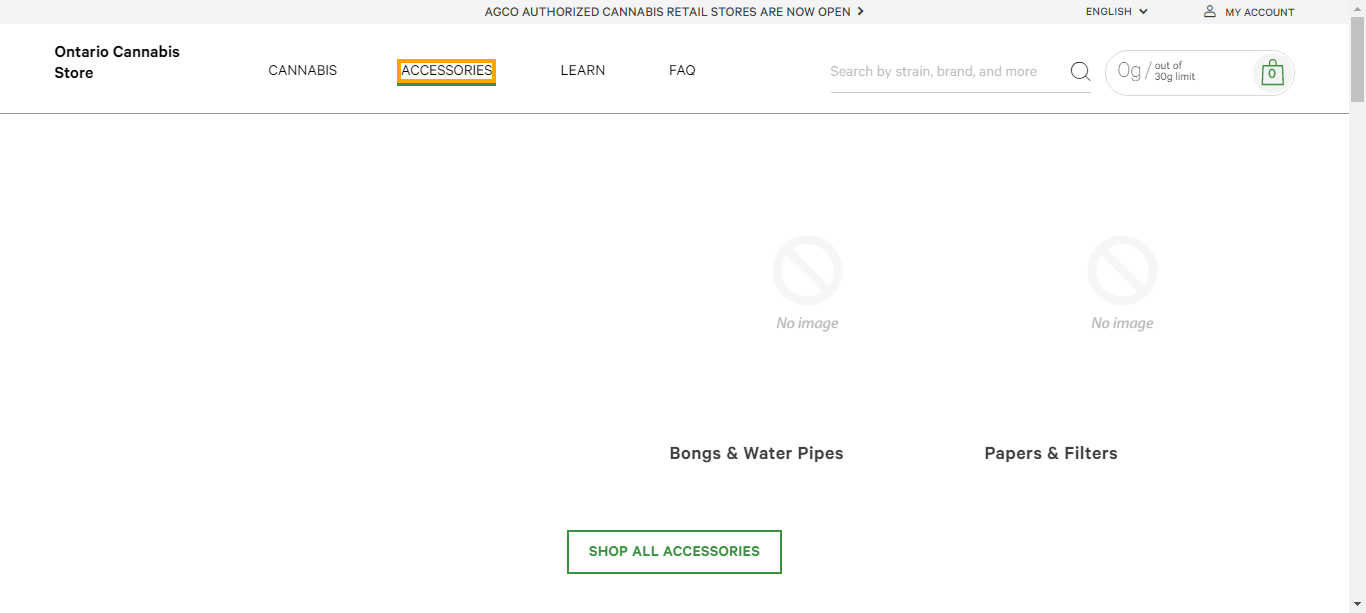 AGCO AUTHORIZED CANNABIS RETAIL STORES ARE NOW OPEN
ENGLISH
MY ACCOUNT
Ontario Cannabis
Store
CANNABIS
ACCESSORIES
LEARN
FAQ
Search by strain, brand, and more
0g / out of
30g limit
0
No image
No image
Bongs & Water Pipes
Papers & Filters
SHOP ALL ACCESSORIES